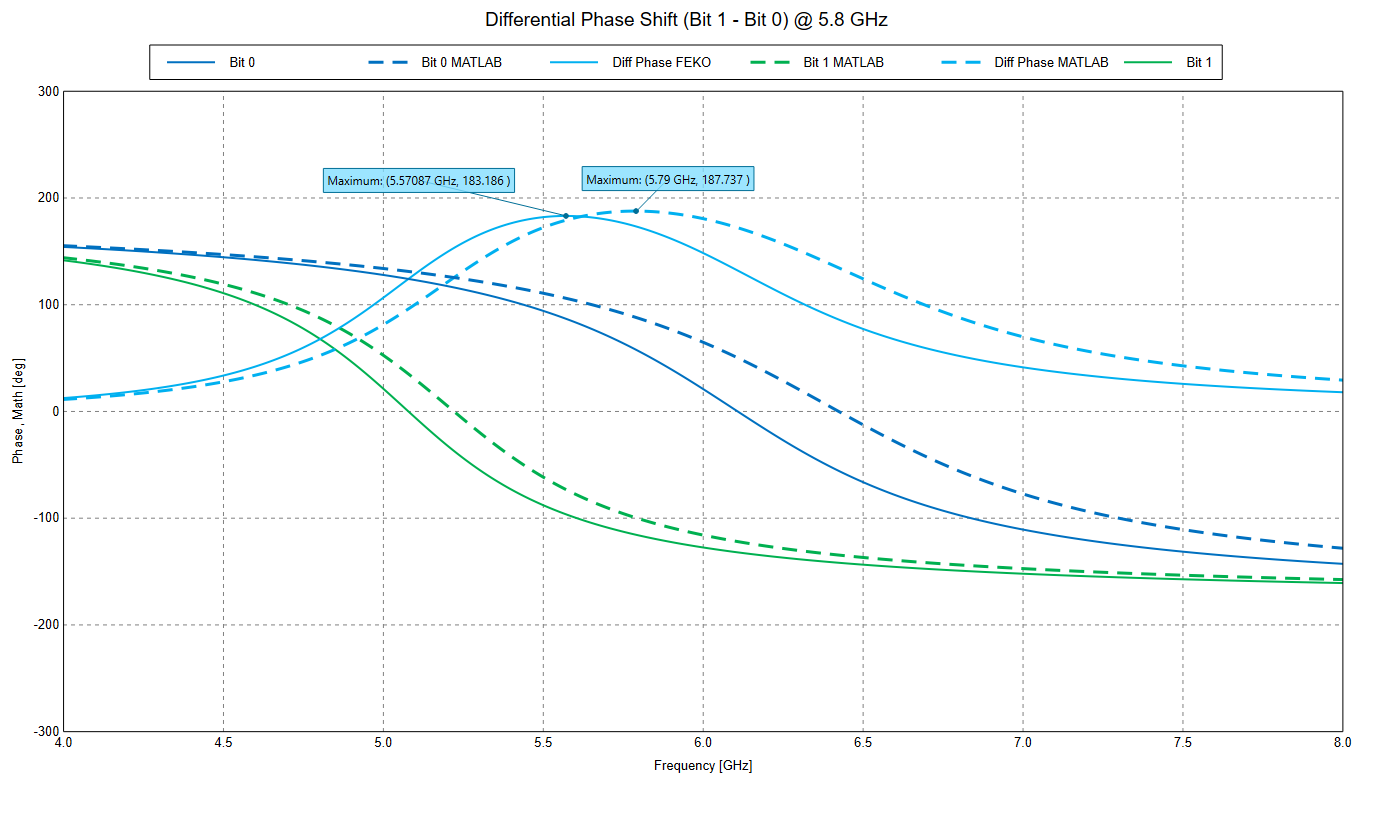 Differential Phase Shift (Bit 1 - Bit 0) @ 5.8 GHz
Bit 0 Bit 0 MATLAB Diff Phase FEKO Bit 1 MATLAB Diff Phase MATLAB Bit 1
300
200
100
0
-100
-200
-300
Phase, Math [deg]
Maximum: (5.57087 GHz, 183.186 )
Maximum: (5.79 GHz, 187.737 )
4.0 4.5 5.0 5.5 6.0 6.5 7.0 7.5 8.0
Frequency [GHz]